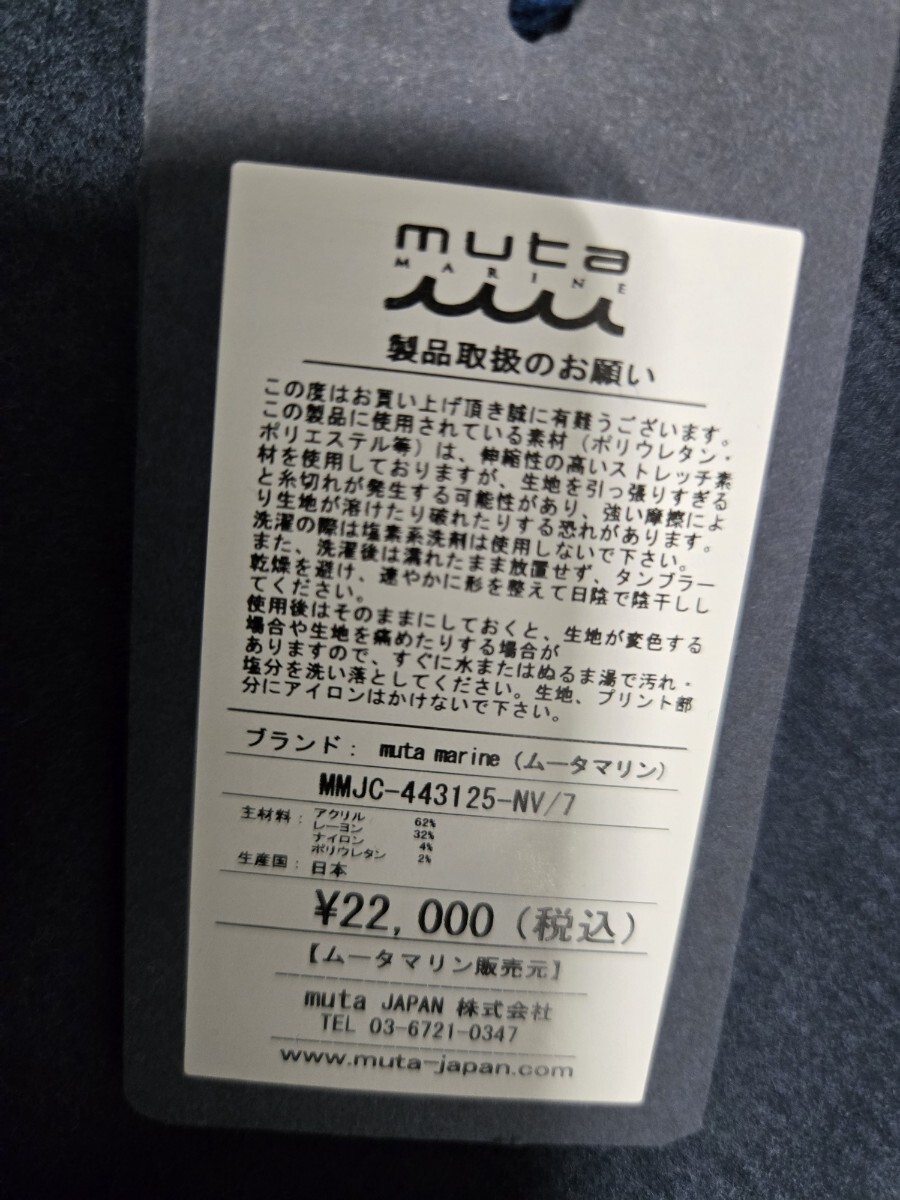 muta
MARINE
製品取扱のお願い
この度はお買い上げ頂き誠に有難うございます。
この製品に使用されている素材（ポリウレタン・
ポリエステル等）は、伸縮性の高いストレッチ素
材を使用しておりますが、生地を引っ張りすぎる
と糸切れが発生する可能性があり、強い摩擦によ
り生地が溶けたり破れたりする恐れがあります。
洗濯の際は塩素系洗剤は使用しないで下さい。
また、洗濯後は濡れたまま放置せず、タンブラー
乾燥を避け、速やかに形を整えて日陰で陰干しし
てください。
使用後はそのままにしておくと、生地が変色する
場合や生地を痛めたりする場合が
ありますので、すぐに水またはぬるま湯で汚れ・
塩分を洗い落としてください。生地、プリント部
分にアイロンはかけないで下さい。
ブランド： muta marine（ムータマリン）
MMJC-443125-NV/7
主材料：アクリル 62%
レーヨン 32%
ナイロン 4%
ポリウレタン 2%
生産国：日本
¥22,000（税込）
【ムータマリン販売元】
muta JAPAN 株式会社
TEL 03-6721-0347
www.muta-japan.com